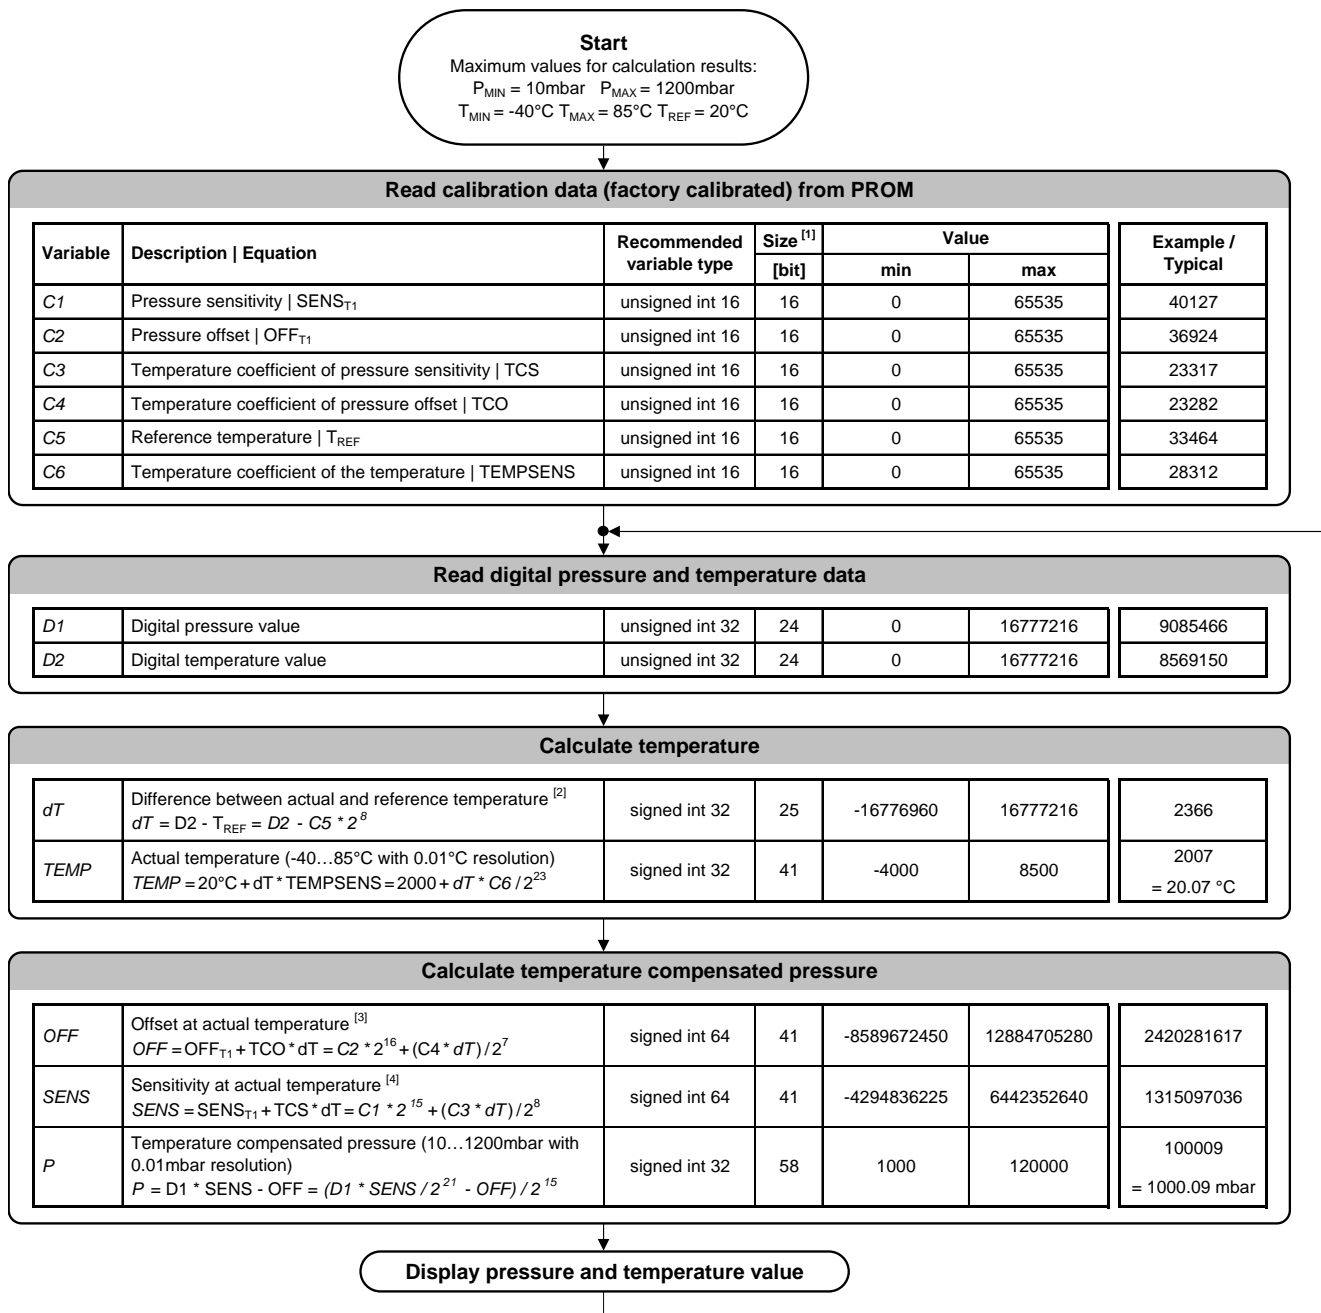 Start
Maximum values for calculation results:
P_MIN = 10mbar P_MAX = 1200mbar
T_MIN = -40°C T_MAX = 85°C T_REF = 20°C
Read calibration data (factory calibrated) from PROM
Variable | Description | Equation | Recommended variable type | Size [1] [bit] | Value min | max | Example / Typical
C1 | Pressure sensitivity | SENS_T1 | unsigned int 16 | 16 | 0 | 65535 | 40127
C2 | Pressure offset | OFF_T1 | unsigned int 16 | 16 | 0 | 65535 | 36924
C3 | Temperature coefficient of pressure sensitivity | TCS | unsigned int 16 | 16 | 0 | 65535 | 23317
C4 | Temperature coefficient of pressure offset | TCO | unsigned int 16 | 16 | 0 | 65535 | 23282
C5 | Reference temperature | T_REF | unsigned int 16 | 16 | 0 | 65535 | 33464
C6 | Temperature coefficient of the temperature | TEMPSENS | unsigned int 16 | 16 | 0 | 65535 | 28312
Read digital pressure and temperature data
D1 | Digital pressure value | unsigned int 32 | 24 | 0 | 16777216 | 9085466
D2 | Digital temperature value | unsigned int 32 | 24 | 0 | 16777216 | 8569150
Calculate temperature
dT | Difference between actual and reference temperature [2] | signed int 32 | 25 | -16776960 | 16777216 | 2366
dT = D2 - T_REF = D2 - C5 * 2^8
TEMP | Actual temperature (-40…85°C with 0.01°C resolution) | signed int 32 | 41 | -4000 | 8500 | 2007
TEMP = 20°C + dT * TEMPSENS = 2000 + dT * C6 / 2^23 | = 20.07 °C
Calculate temperature compensated pressure
OFF | Offset at actual temperature [3] | signed int 64 | 41 | -8589672450 | 12884705280 | 2420281617
OFF = OFF_T1 + TCO * dT = C2 * 2^16 + (C4 * dT) / 2^7
SENS | Sensitivity at actual temperature [4] | signed int 64 | 41 | -4294836225 | 6442352640 | 1315097036
SENS = SENS_T1 + TCS * dT = C1 * 2^15 + (C3 * dT) / 2^8
P | Temperature compensated pressure (10…1200mbar with
0.01mbar resolution) | signed int 32 | 58 | 1000 | 120000 | 100009
P = D1 * SENS - OFF = (D1 * SENS / 2^21 - OFF) / 2^15 | = 1000.09 mbar
Display pressure and temperature value